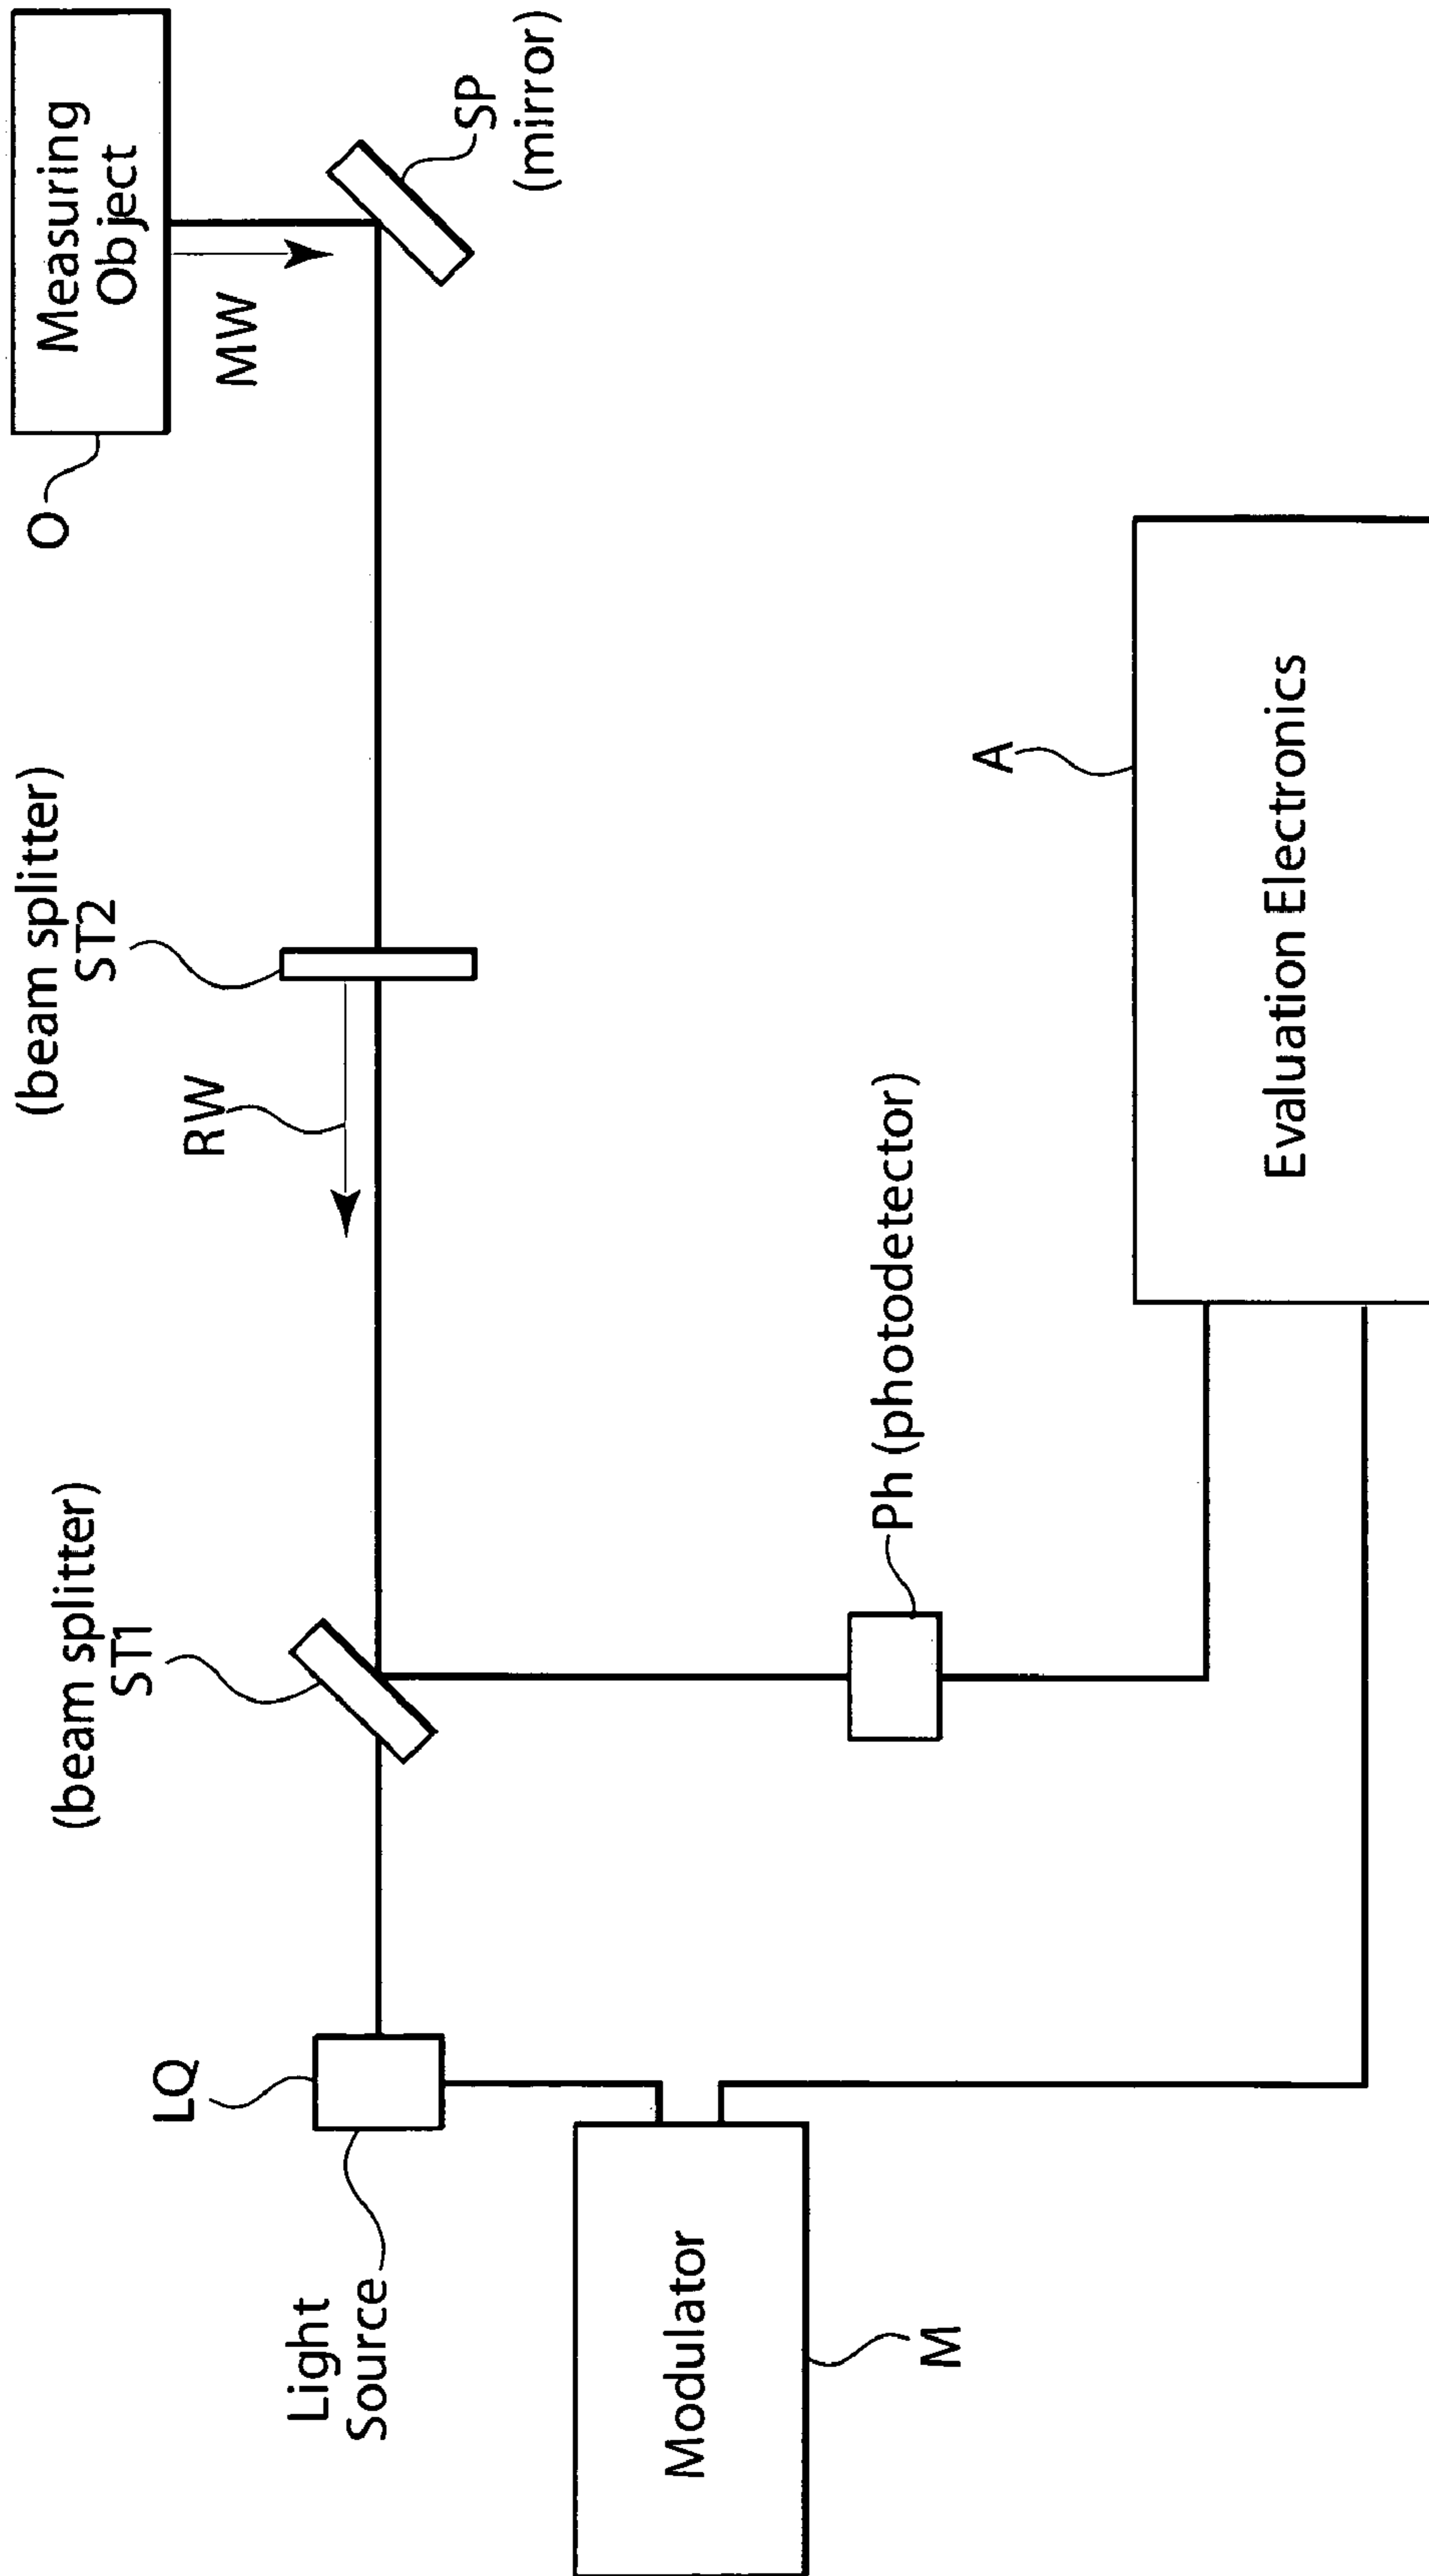 Measuring
Object
O
MW
SP
(mirror)
(beam splitter)
ST2
RW
(beam splitter)
ST1
LQ
Light
Source
Modulator
M
Ph (photodetector)
A
Evaluation Electronics